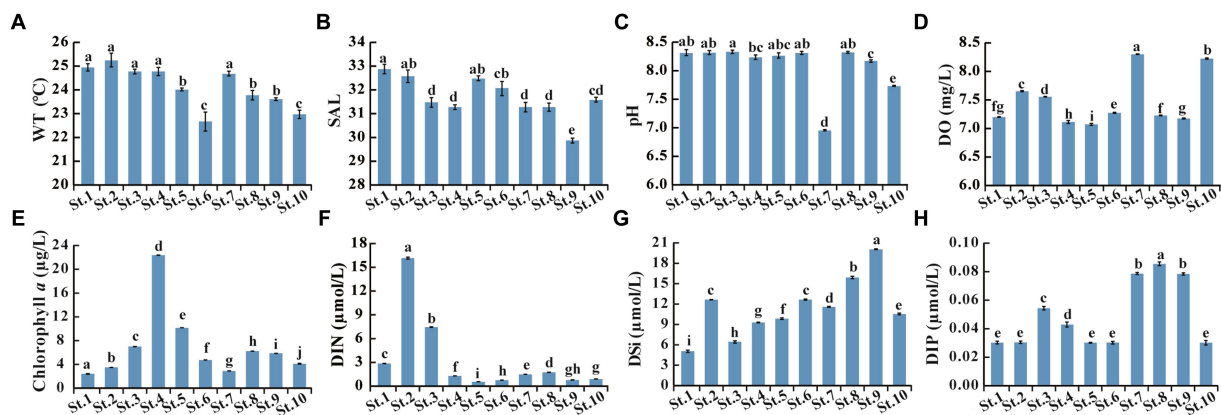 A
WT (℃)
26
25
24
23
22
21
20
a
a
a
a
b
c
a
b
b
c
St.1
St.2
St.3
St.4
St.5
St.6
St.7
St.8
St.9
St.10
B
SAL
34
32
30
28
a
ab
d
d
ab
cb
d
d
e
cd
St.1
St.2
St.3
St.4
St.5
St.6
St.7
St.8
St.9
St.10
C
pH
8.5
8.0
7.5
7.0
6.5
6.0
ab
ab
a
bc
abc
ab
d
ab
c
e
St.1
St.2
St.3
St.4
St.5
St.6
St.7
St.8
St.9
St.10
D
DO (mg/L)
8.5
8.0
7.5
7.0
6.5
6.0
fg
c
d
h
i
e
a
f
g
b
St.1
St.2
St.3
St.4
St.5
St.6
St.7
St.8
St.9
St.10
E
Chlorophyll a (μg/L)
24
20
16
12
8
4
0
a
b
c
d
e
f
g
h
i
j
St.1
St.2
St.3
St.4
St.5
St.6
St.7
St.8
St.9
St.10
F
DIN (μmol/L)
18
15
12
9
6
3
0
c
a
b
f
i
h
e
d
gh
g
St.1
St.2
St.3
St.4
St.5
St.6
St.7
St.8
St.9
St.10
G
DSi (μmol/L)
21
18
15
12
9
6
3
0
i
c
h
g
f
c
d
b
a
e
St.1
St.2
St.3
St.4
St.5
St.6
St.7
St.8
St.9
St.10
H
DIP (μmol/L)
0.10
0.08
0.06
0.04
0.02
0.00
e
e
c
d
e
e
b
a
b
e
St.1
St.2
St.3
St.4
St.5
St.6
St.7
St.8
St.9
St.10